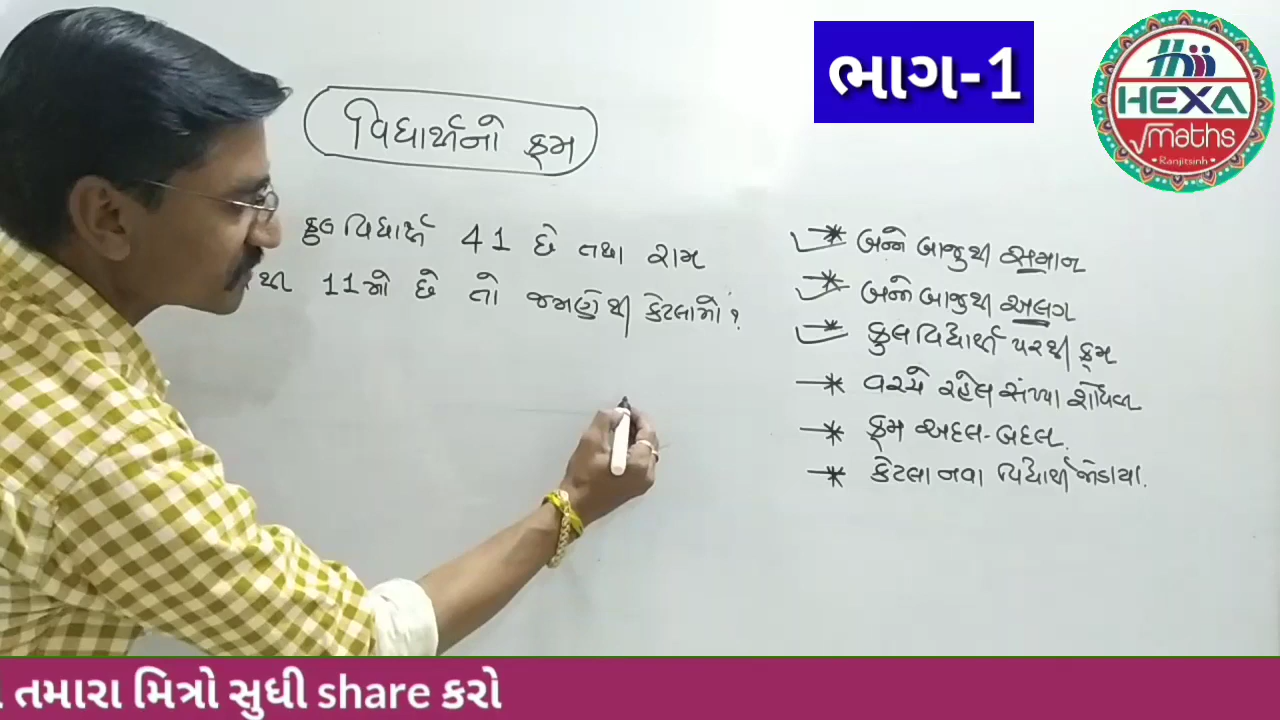 ભાગ-1
HEXA
maths
Ranjitsinh
વિદ્યાર્થીનો ક્રમ
કુલ વિદ્યાર્થી 41 છે તથા રામ
થી 11મો છે તો જમણેથી કેટલામો ?
* બન્ને બાજુથી સમાન
* બન્ને બાજુથી અલગ
* કુલ વિદ્યાર્થી પરથી ક્રમ
* વચ્ચે રહેલ સંખ્યા શોધવી
* ક્રમ અદલ-બદલ.
* કેટલા નવા વિદ્યાર્થી જોડાયા.
તમારા મિત્રો સુધી share કરો